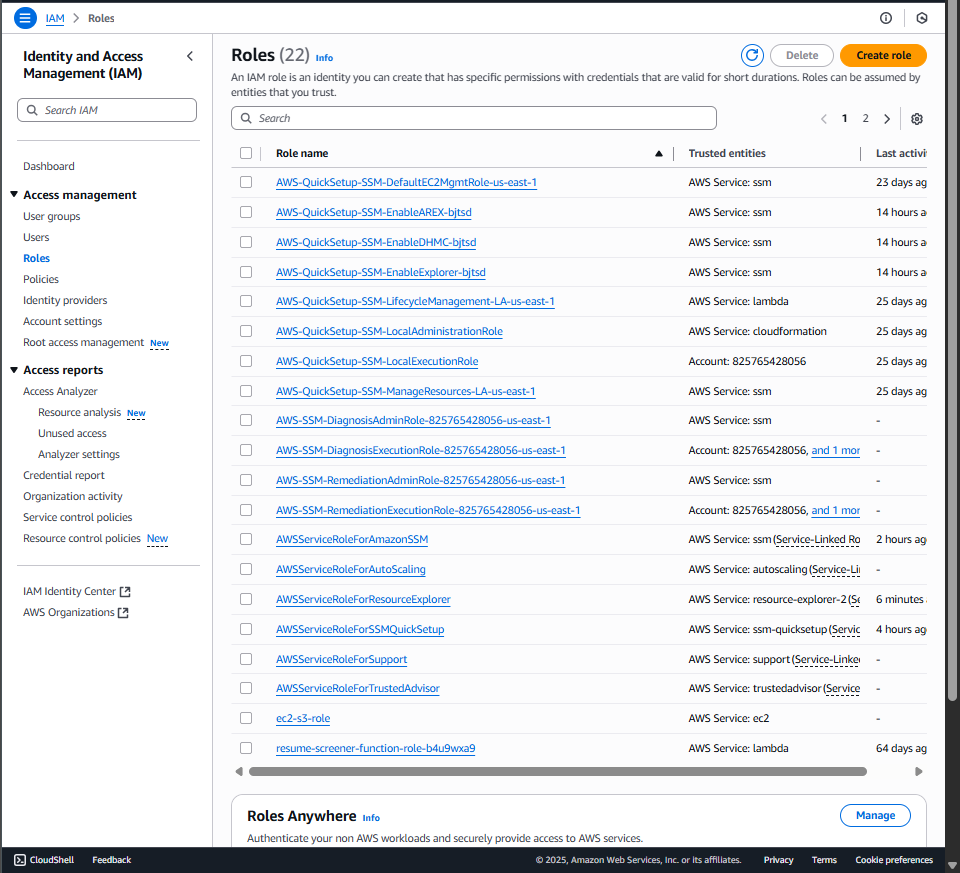 IAM > Roles
Identity and Access
Management (IAM)
Search IAM
Dashboard
Access management
User groups
Users
Roles
Policies
Identity providers
Account settings
Root access management New
Access reports
Access Analyzer
Resource analysis New
Unused access
Analyzer settings
Credential report
Organization activity
Service control policies
Resource control policies New
IAM Identity Center
AWS Organizations
Roles (22) Info
Delete
Create role
An IAM role is an identity you can create that has specific permissions with credentials that are valid for short durations. Roles can be assumed by
entities that you trust.
Search
1 2
Role name Trusted entities Last activi
AWS-QuickSetup-SSM-DefaultEC2MgmtRole-us-east-1 AWS Service: ssm 23 days ag
AWS-QuickSetup-SSM-EnableAREX-bjtsd AWS Service: ssm 14 hours a
AWS-QuickSetup-SSM-EnableDHMC-bjtsd AWS Service: ssm 14 hours a
AWS-QuickSetup-SSM-EnableExplorer-bjtsd AWS Service: ssm 14 hours a
AWS-QuickSetup-SSM-LifecycleManagement-LA-us-east-1 AWS Service: lambda 25 days ag
AWS-QuickSetup-SSM-LocalAdministrationRole AWS Service: cloudformation 25 days ag
AWS-QuickSetup-SSM-LocalExecutionRole Account: 825765428056 25 days ag
AWS-QuickSetup-SSM-ManageResources-LA-us-east-1 AWS Service: ssm 25 days ag
AWS-SSM-DiagnosisAdminRole-825765428056-us-east-1 AWS Service: ssm -
AWS-SSM-DiagnosisExecutionRole-825765428056-us-east-1 Account: 825765428056, and 1 mor -
AWS-SSM-RemediationAdminRole-825765428056-us-east-1 AWS Service: ssm -
AWS-SSM-RemediationExecutionRole-825765428056-us-east-1 Account: 825765428056, and 1 mor -
AWSServiceRoleForAmazonSSM AWS Service: ssm (Service-Linked Ro 2 hours ag
AWSServiceRoleForAutoScaling AWS Service: autoscaling (Service-Li -
AWSServiceRoleForResourceExplorer AWS Service: resource-explorer-2 (Se 6 minutes
AWSServiceRoleForSSMQuickSetup AWS Service: ssm-quicksetup (Servic 4 hours ag
AWSServiceRoleForSupport AWS Service: support (Service-Linke -
AWSServiceRoleForTrustedAdvisor AWS Service: trustedadvisor (Service -
ec2-s3-role AWS Service: ec2 -
resume-screener-function-role-b4u9wxa9 AWS Service: lambda 64 days ag
Roles Anywhere Info
Manage
Authenticate your non AWS workloads and securely provide access to AWS services.
CloudShell Feedback © 2025, Amazon Web Services, Inc. or its affiliates. Privacy Terms Cookie preferences